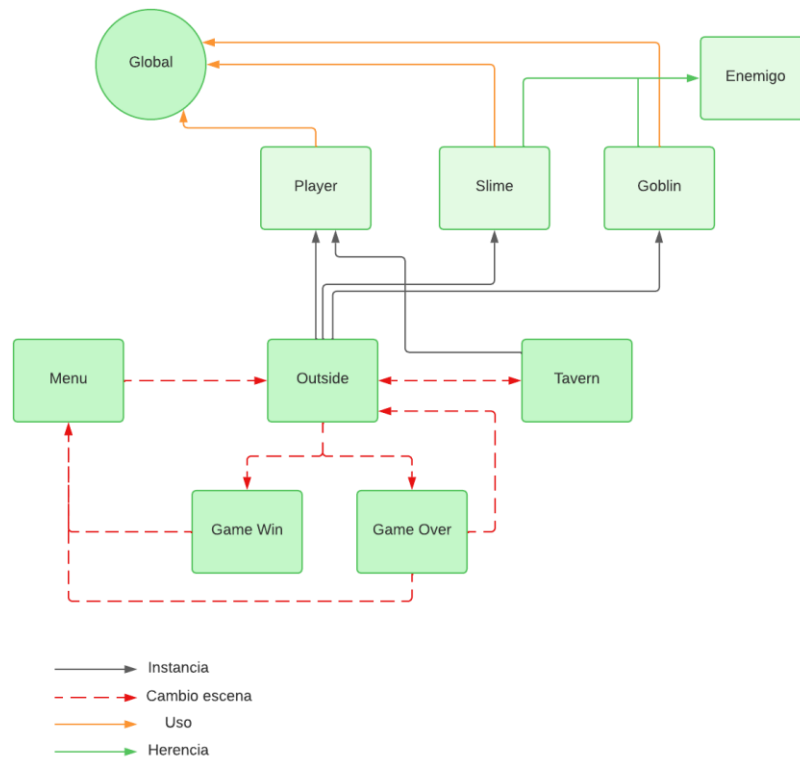 Global
Enemigo
Player
Slime
Goblin
Menu
Outside
Tavern
Game Win
Game Over
Instancia
Cambio escena
Uso
Herencia